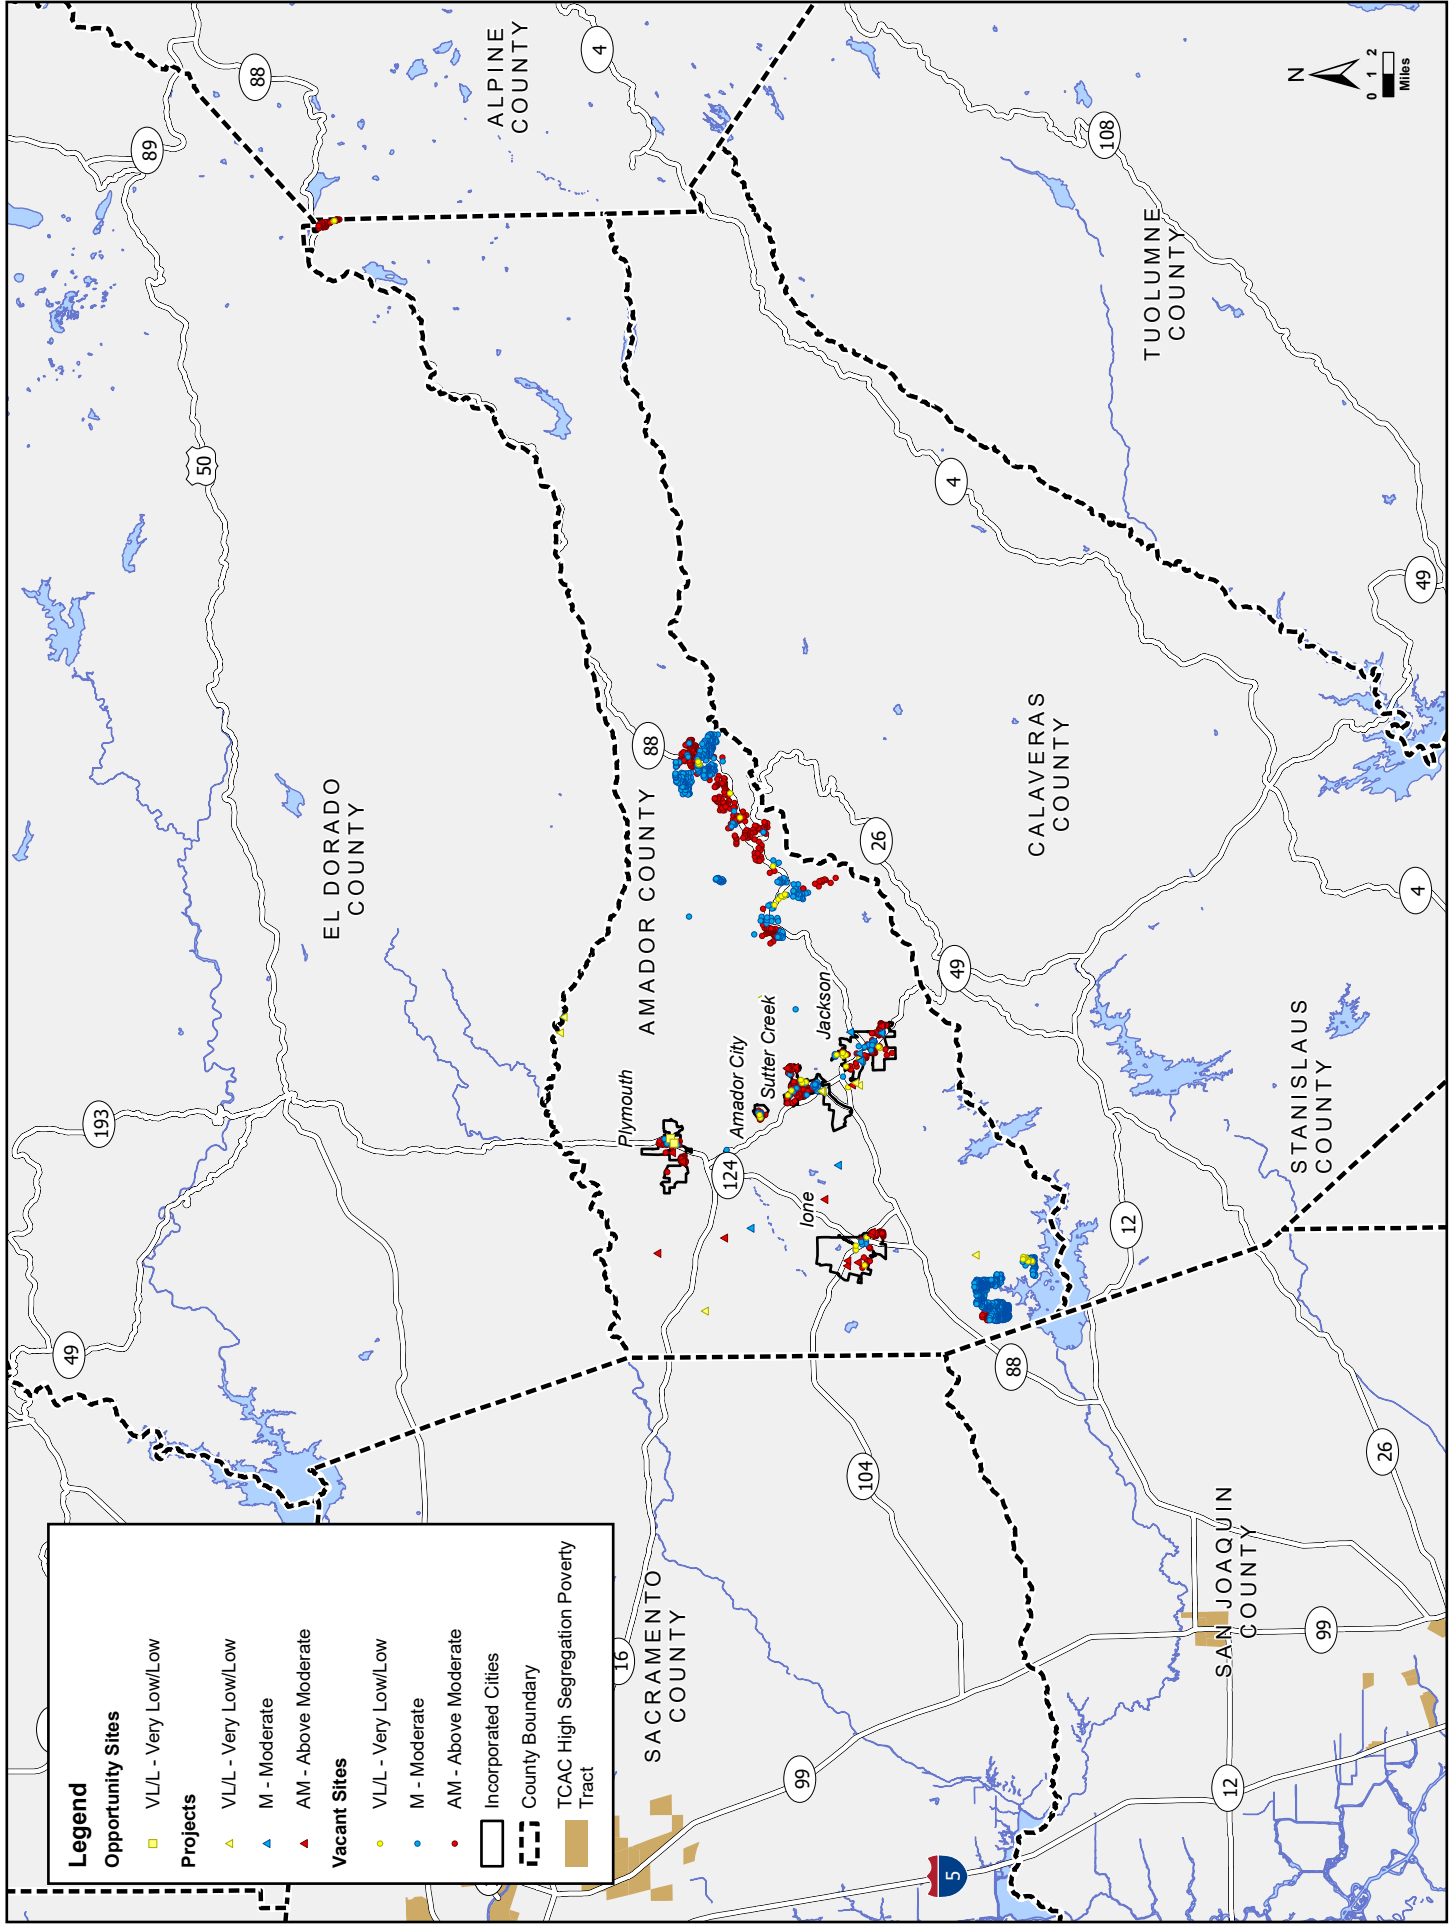 Legend
Opportunity Sites
VL/L - Very Low/Low
Projects
VL/L - Very Low/Low
M - Moderate
AM - Above Moderate
Vacant Sites
VL/L - Very Low/Low
M - Moderate
AM - Above Moderate
Incorporated Cities
County Boundary
TCAC High Segregation Poverty
Tract
49
193
50
89
88
EL DORADO
COUNTY
ALPINE
COUNTY
4
16
SACRAMENTO
COUNTY
Plymouth
AMADOR COUNTY
88
124
Amador City
Sutter Creek
Jackson
Ione
99
104
26
4
5
88
49
CALAVERAS
COUNTY
TUOLUMNE
COUNTY
108
12
12
SAN JOAQUIN
COUNTY
99
26
STANISLAUS
COUNTY
4
49
N
0 1 2
Miles